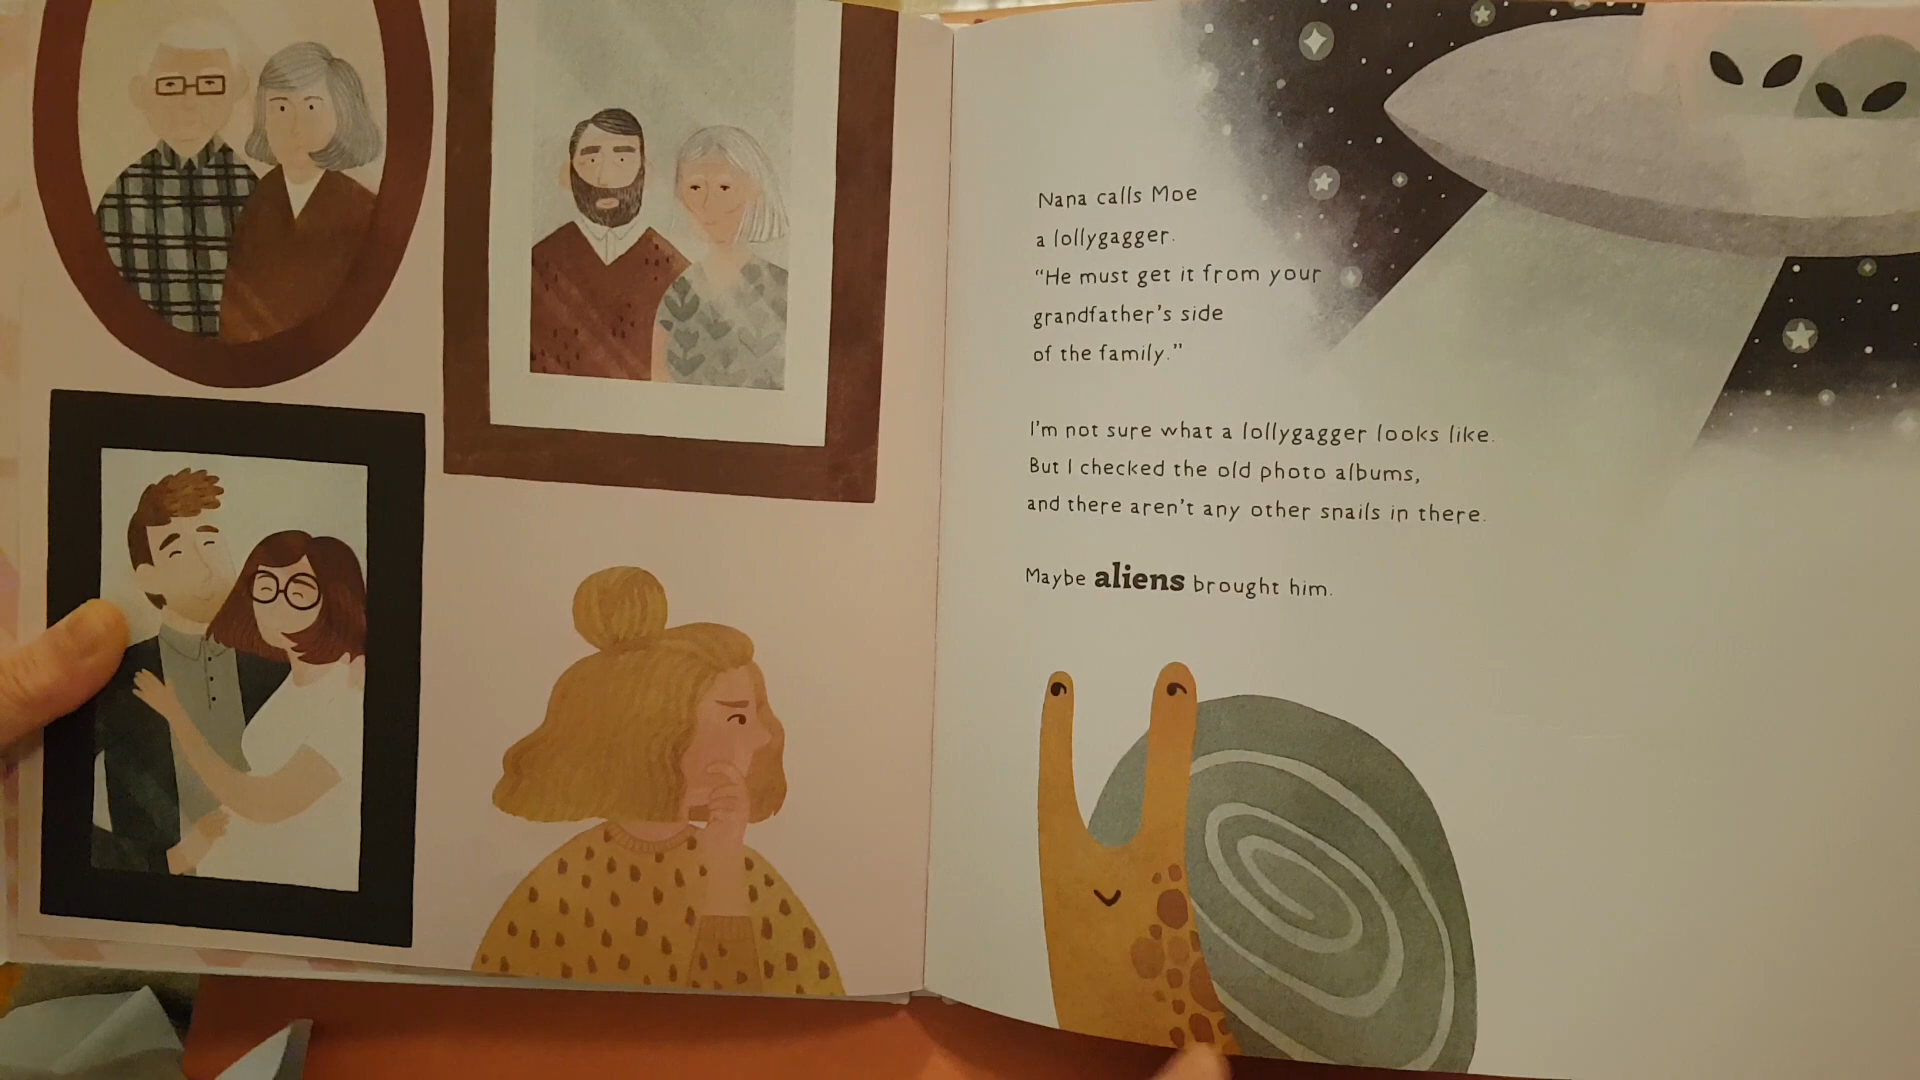 Nana calls Moe
a lollygagger.
“He must get it from your
grandfather’s side
of the family.”
I’m not sure what a lollygagger looks like.
But I checked the old photo albums,
and there aren’t any other snails in there.
Maybe aliens brought him.